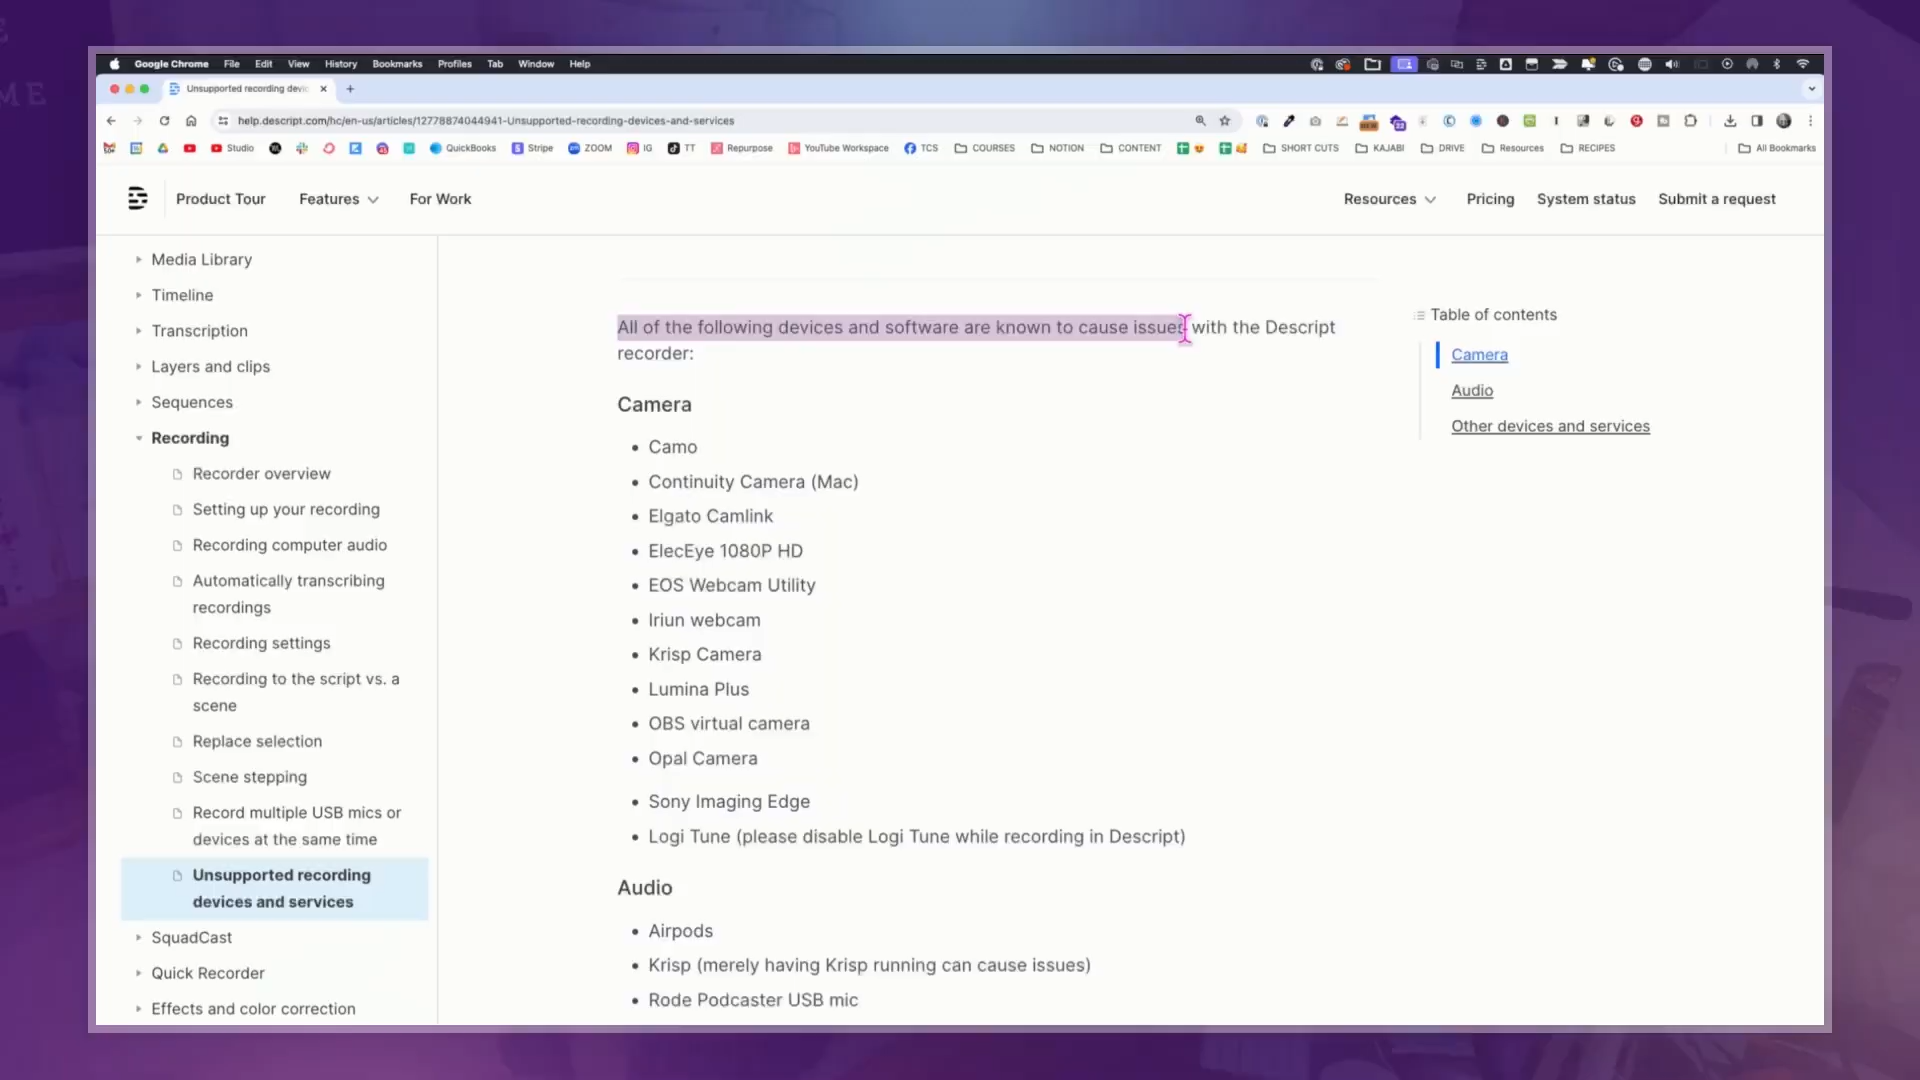 Google Chrome File Edit View History Bookmarks Profiles Tab Window Help
Unsupported recording devic
help.descript.com/hc/en-us/articles/12778874044941-Unsupported-recording-devices-and-services
Studio QuickBooks Stripe ZOOM IG TT Repurpose YouTube Workspace TCS COURSES NOTION CONTENT SHORT CUTS KAJABI DRIVE Resources RECIPES All Bookmarks
Product Tour Features For Work Resources Pricing System status Submit a request
Media Library
Timeline
Transcription
Layers and clips
Sequences
Recording
Recorder overview
Setting up your recording
Recording computer audio
Automatically transcribing
recordings
Recording settings
Recording to the script vs. a
scene
Replace selection
Scene stepping
Record multiple USB mics or
devices at the same time
Unsupported recording
devices and services
SquadCast
Quick Recorder
Effects and color correction
All of the following devices and software are known to cause issues with the Descript
recorder:
Camera
Camo
Continuity Camera (Mac)
Elgato Camlink
ElecEye 1080P HD
EOS Webcam Utility
Iriun webcam
Krisp Camera
Lumina Plus
OBS virtual camera
Opal Camera
Sony Imaging Edge
Logi Tune (please disable Logi Tune while recording in Descript)
Audio
Airpods
Krisp (merely having Krisp running can cause issues)
Rode Podcaster USB mic
Table of contents
Camera
Audio
Other devices and services